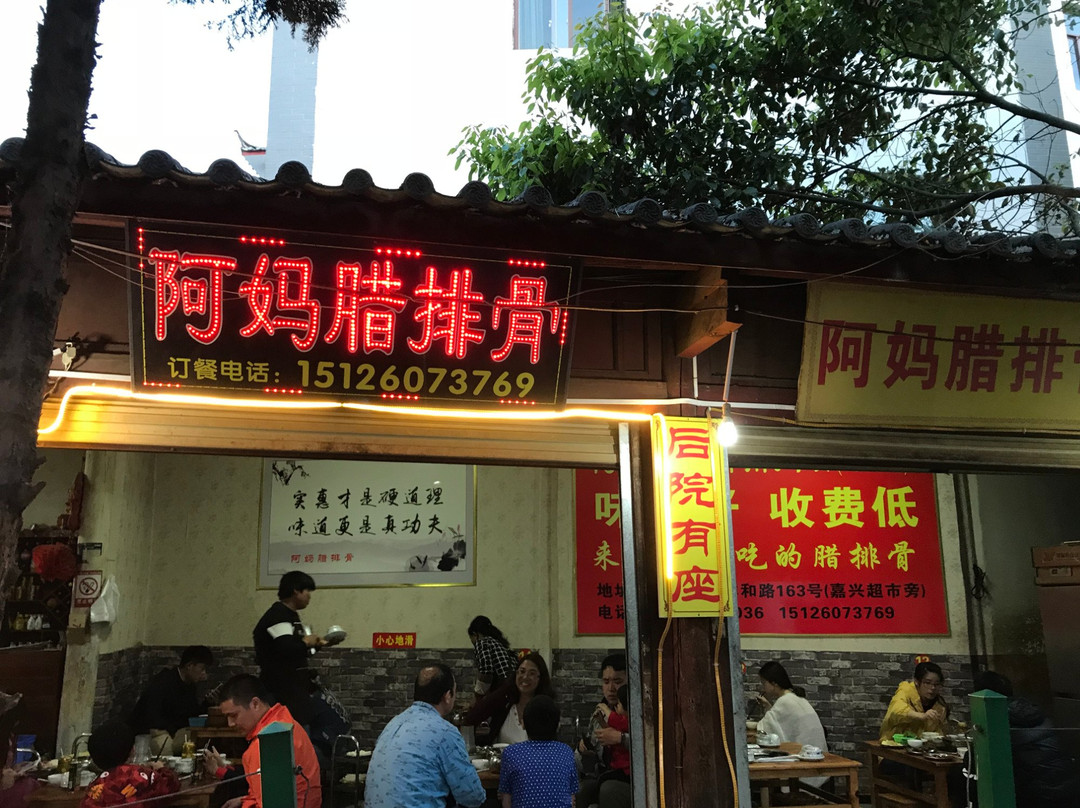 阿妈腊排骨
订餐电话：15126073769
阿妈腊排
后院有座
实惠才是硬道理
味道更是真功夫
阿妈腊排骨
味
收费低
来
吃的腊排骨
和路163号(嘉兴超市旁)
036 15126073769
小心地滑